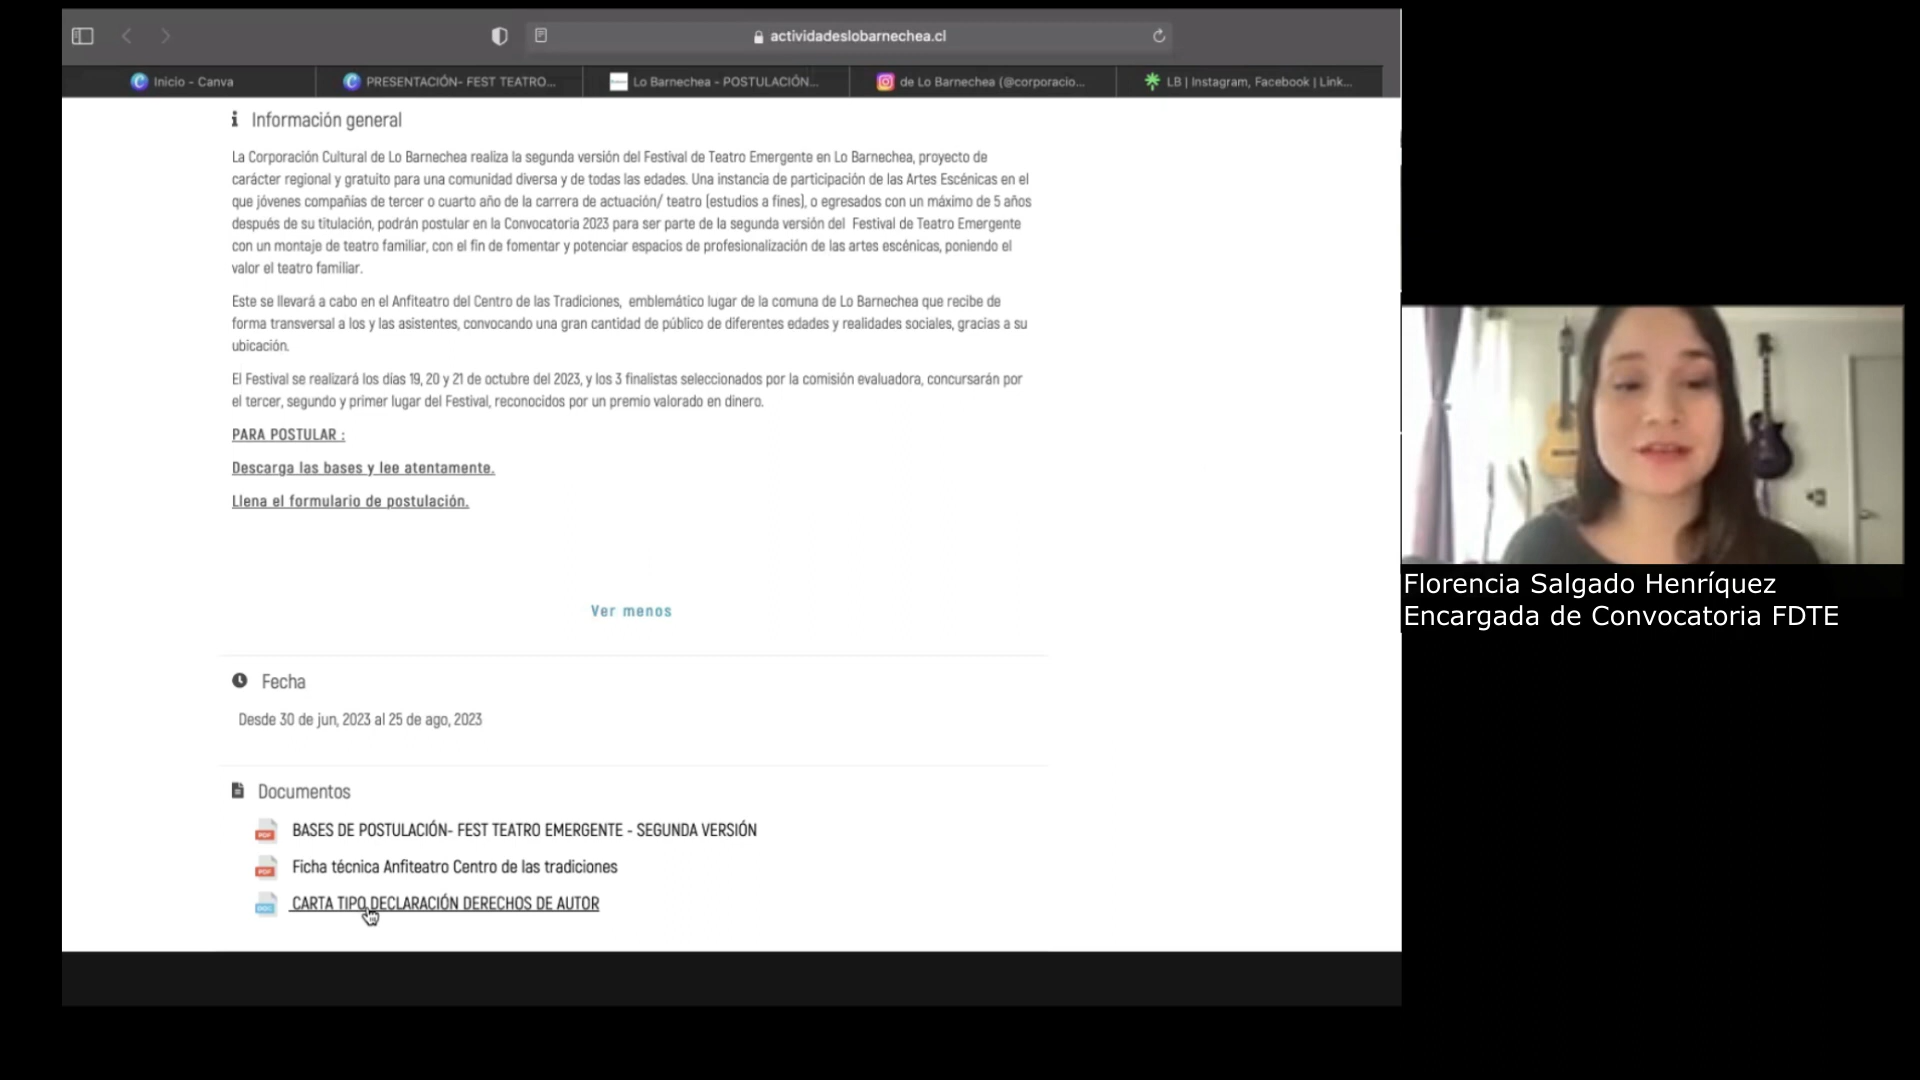 actividadeslobarnechea.cl
Inicio - Canva
PRESENTACIÓN- FEST TEATRO...
Lo Barnechea - POSTULACIÓN...
de Lo Barnechea (@corporacio...
LB | Instagram, Facebook | Link...
Información general
La Corporación Cultural de Lo Barnechea realiza la segunda versión del Festival de Teatro Emergente en Lo Barnechea, proyecto de
carácter regional y gratuito para una comunidad diversa y de todas las edades. Una instancia de participación de las Artes Escénicas en el
que jóvenes compañías de tercer o cuarto año de la carrera de actuación/ teatro (estudios a fines), o egresados con un máximo de 5 años
después de su titulación, podrán postular en la Convocatoria 2023 para ser parte de la segunda versión del Festival de Teatro Emergente
con un montaje de teatro familiar, con el fin de fomentar y potenciar espacios de profesionalización de las artes escénicas, poniendo el
valor el teatro familiar.
Este se llevará a cabo en el Anfiteatro del Centro de las Tradiciones, emblemático lugar de la comuna de Lo Barnechea que recibe de
forma transversal a los y las asistentes, convocando una gran cantidad de público de diferentes edades y realidades sociales, gracias a su
ubicación.
El Festival se realizará los días 19, 20 y 21 de octubre del 2023, y los 3 finalistas seleccionados por la comisión evaluadora, concursarán por
el tercer, segundo y primer lugar del Festival, reconocidos por un premio valorado en dinero.
PARA POSTULAR :
Descarga las bases y lee atentamente.
Llena el formulario de postulación.
Ver menos
Fecha
Desde 30 de jun, 2023 al 25 de ago, 2023
Documentos
PDF BASES DE POSTULACIÓN- FEST TEATRO EMERGENTE - SEGUNDA VERSIÓN
PDF Ficha técnica Anfiteatro Centro de las tradiciones
DOC CARTA TIPO DECLARACIÓN DERECHOS DE AUTOR
Florencia Salgado Henríquez
Encargada de Convocatoria FDTE